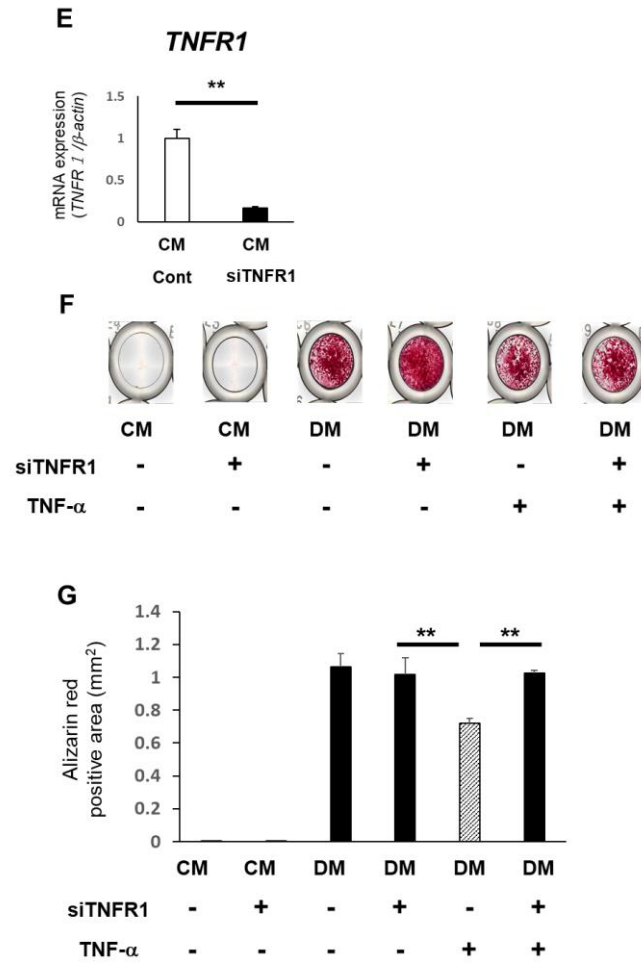 E
TNFR1
mRNA expression
(TNFR 1 /β-actin)
**
1.5
1
0.5
0
CM CM
Cont siTNFR1
F
CM CM DM DM DM DM
siTNFR1 - + - + - +
TNF-α - - - - + +
G
Alizarin red
positive area (mm²)
** **
1.4
1.2
1
0.8
0.6
0.4
0.2
0
CM CM DM DM DM DM
siTNFR1 - + - + - +
TNF-α - - - - + +